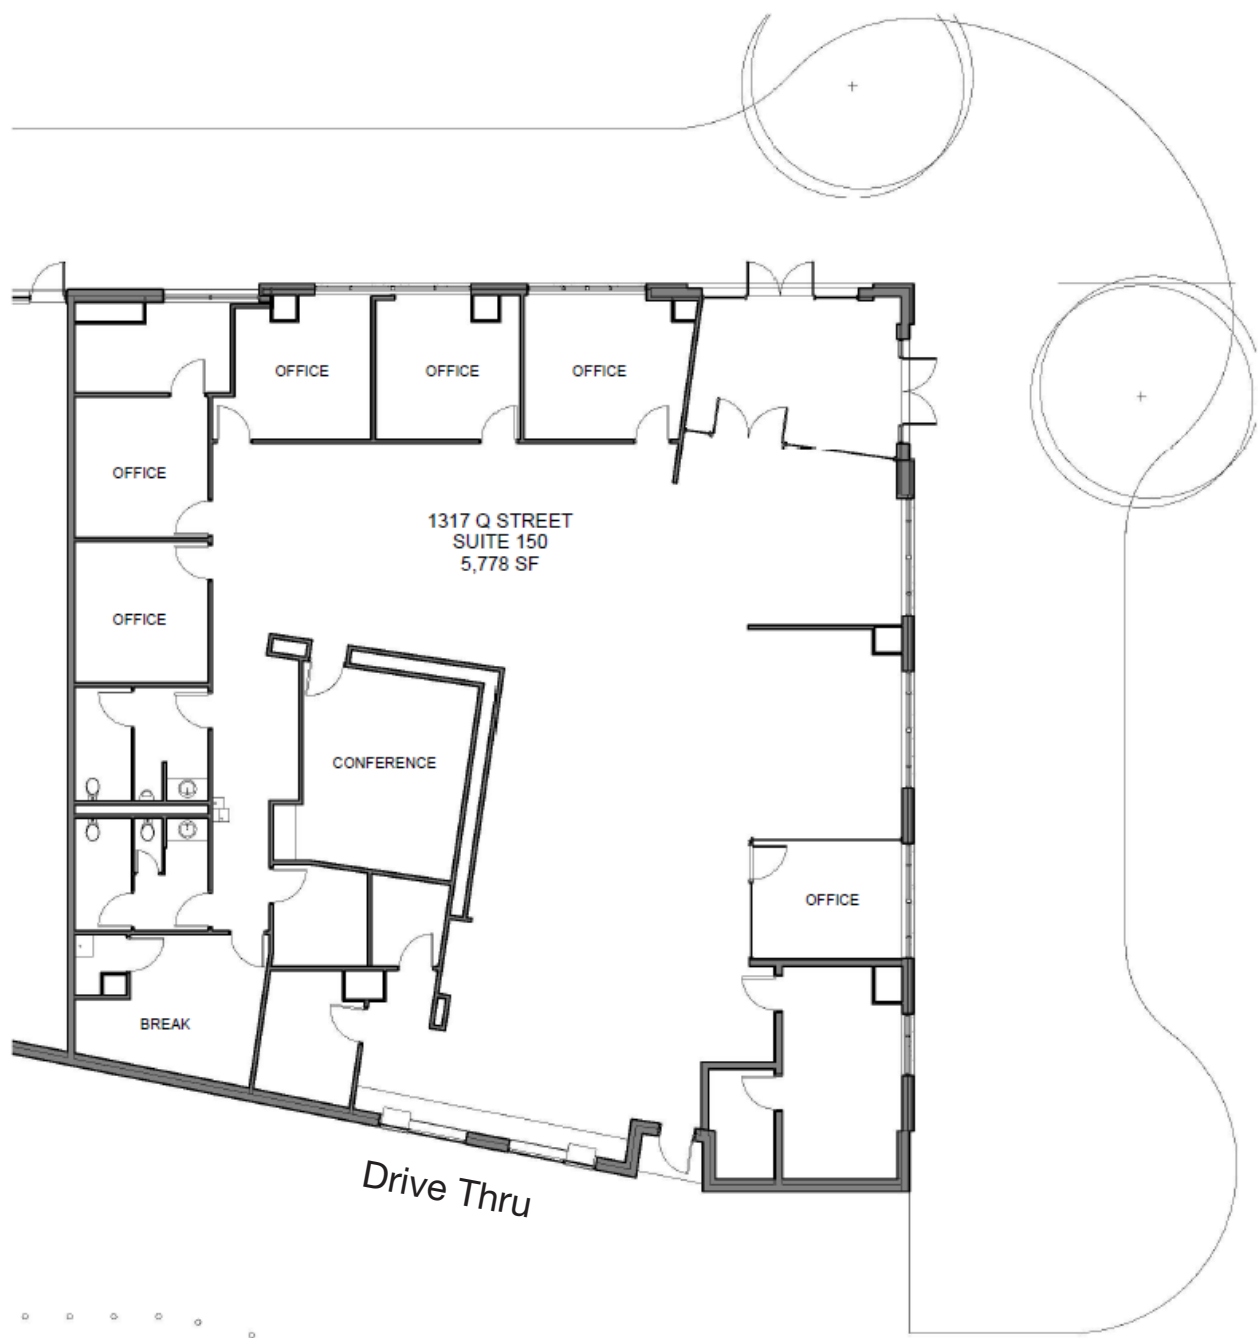 OFFICE
OFFICE
OFFICE
OFFICE
1317 Q STREET
SUITE 150
5,778 SF
OFFICE
CONFERENCE
OFFICE
BREAK
Drive Thru